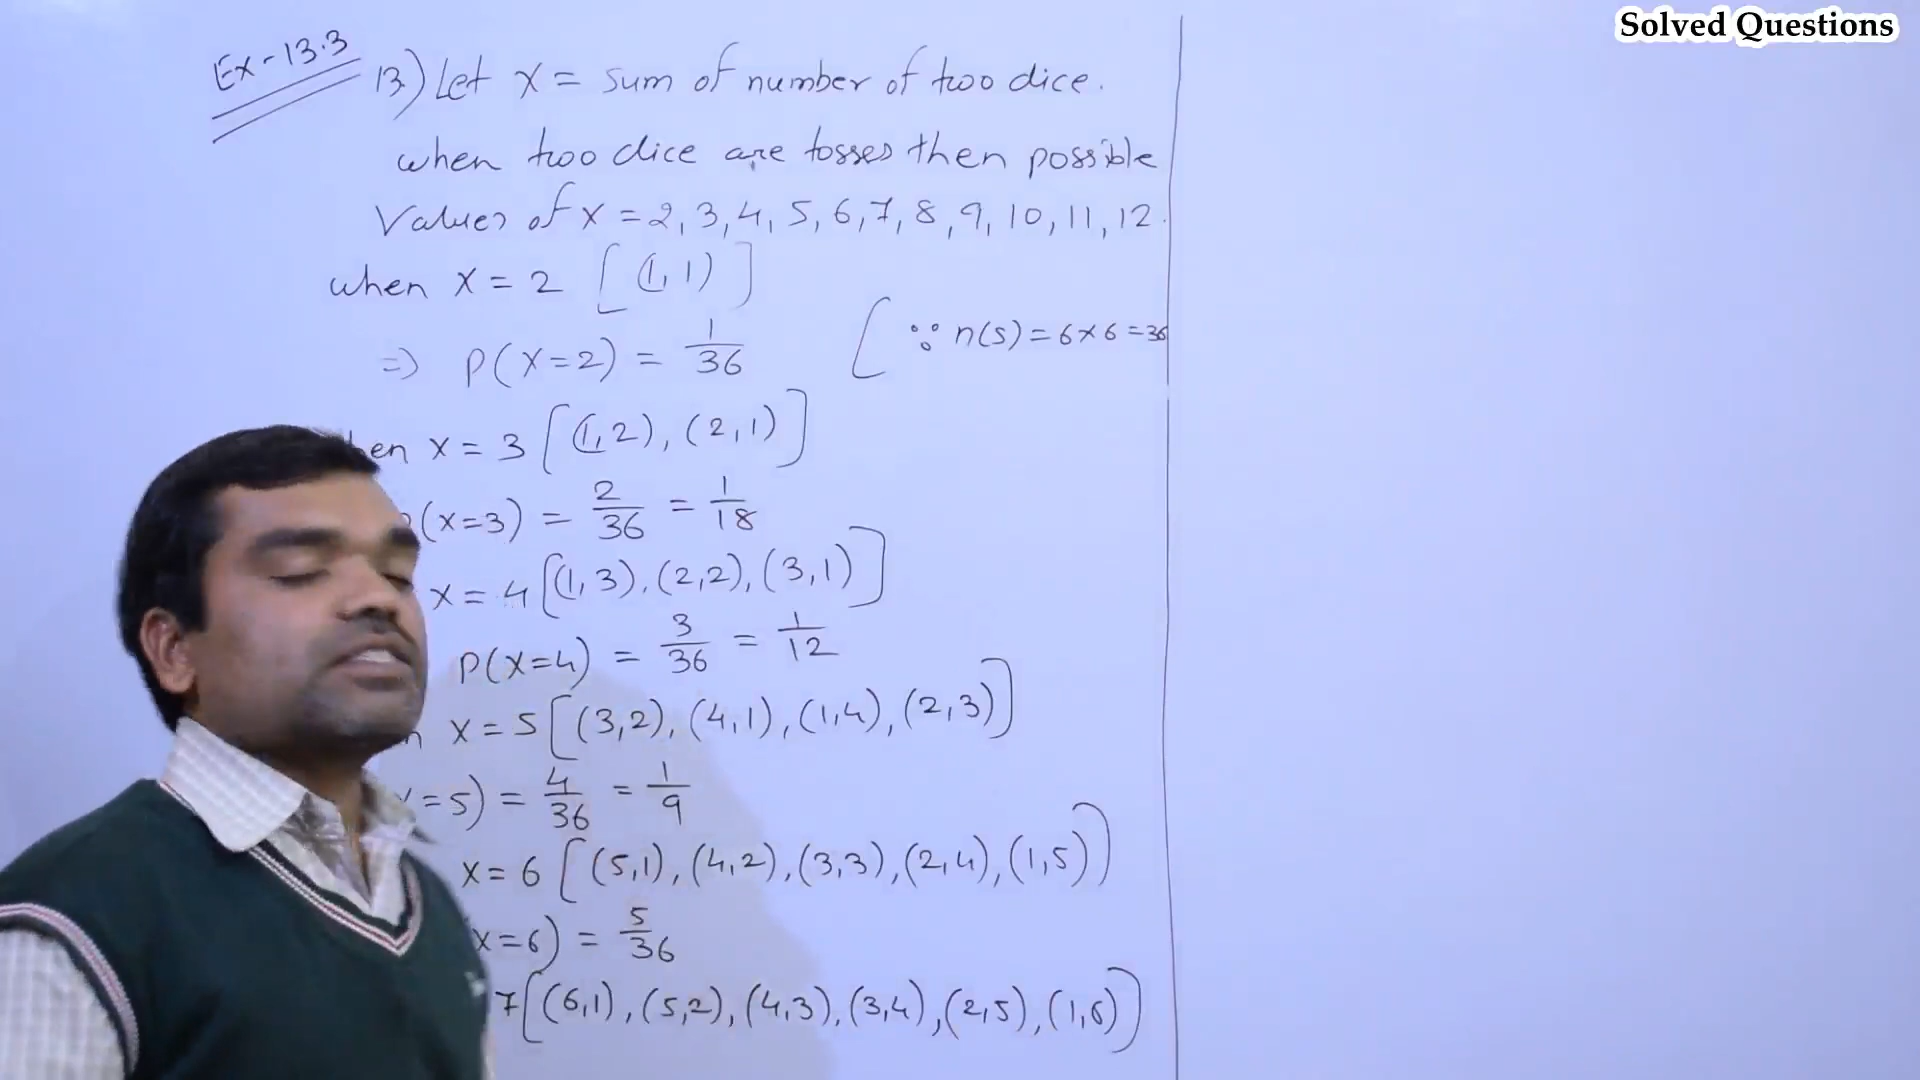 Solved Questions
Ex-13.3
13.) Let X = sum of number of two dice.
when two dice are tosses then possible
Values of X = 2, 3, 4, 5, 6, 7, 8, 9, 10, 11, 12.
when X = 2 [ (1, 1) ]
=> P(X=2) = 1/36 [ ∵ n(s) = 6×6 = 36
en X = 3 [ (1,2), (2,1) ]
(x=3) = 2/36 = 1/18
X = 4 [ (1,3), (2,2), (3,1) ]
P(X=4) = 3/36 = 1/12
n X = 5 [ (3,2), (4,1), (1,4), (2,3) ]
=5) = 4/36 = 1/9
X = 6 [ (5,1), (4,2), (3,3), (2,4), (1,5) ]
x=6) = 5/36
7 [ (6,1), (5,2), (4,3), (3,4), (2,5), (1,6) ]